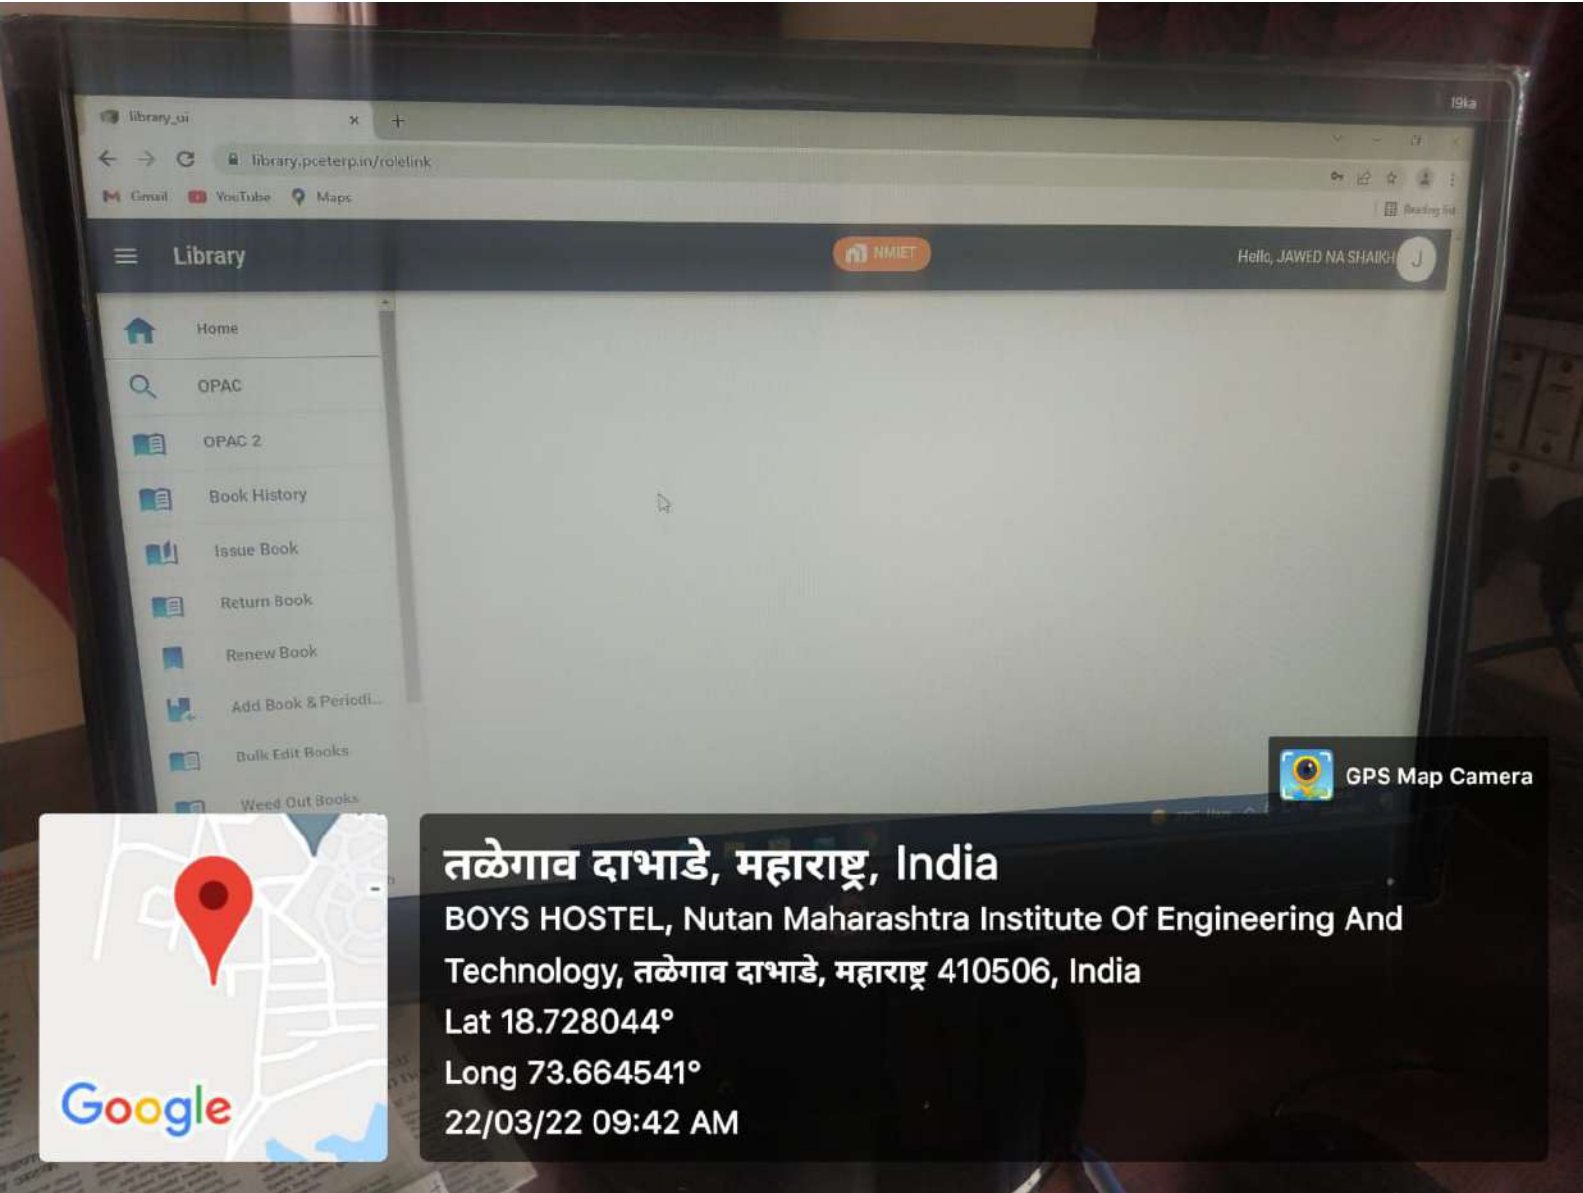 19ka
library_ui
library.pceterp.in/rolelink
Gmail YouTube Maps
Reading list
Library
NMIET
Hello, JAWED NA SHAIKH J
Home
OPAC
OPAC 2
Book History
Issue Book
Return Book
Renew Book
Add Book & Periodi...
Bulk Edit Books
Weed Out Books
GPS Map Camera
तळेगाव दाभाडे, महाराष्ट्र, India
BOYS HOSTEL, Nutan Maharashtra Institute Of Engineering And
Technology, तळेगाव दाभाडे, महाराष्ट्र 410506, India
Lat 18.728044°
Long 73.664541°
22/03/22 09:42 AM
Google